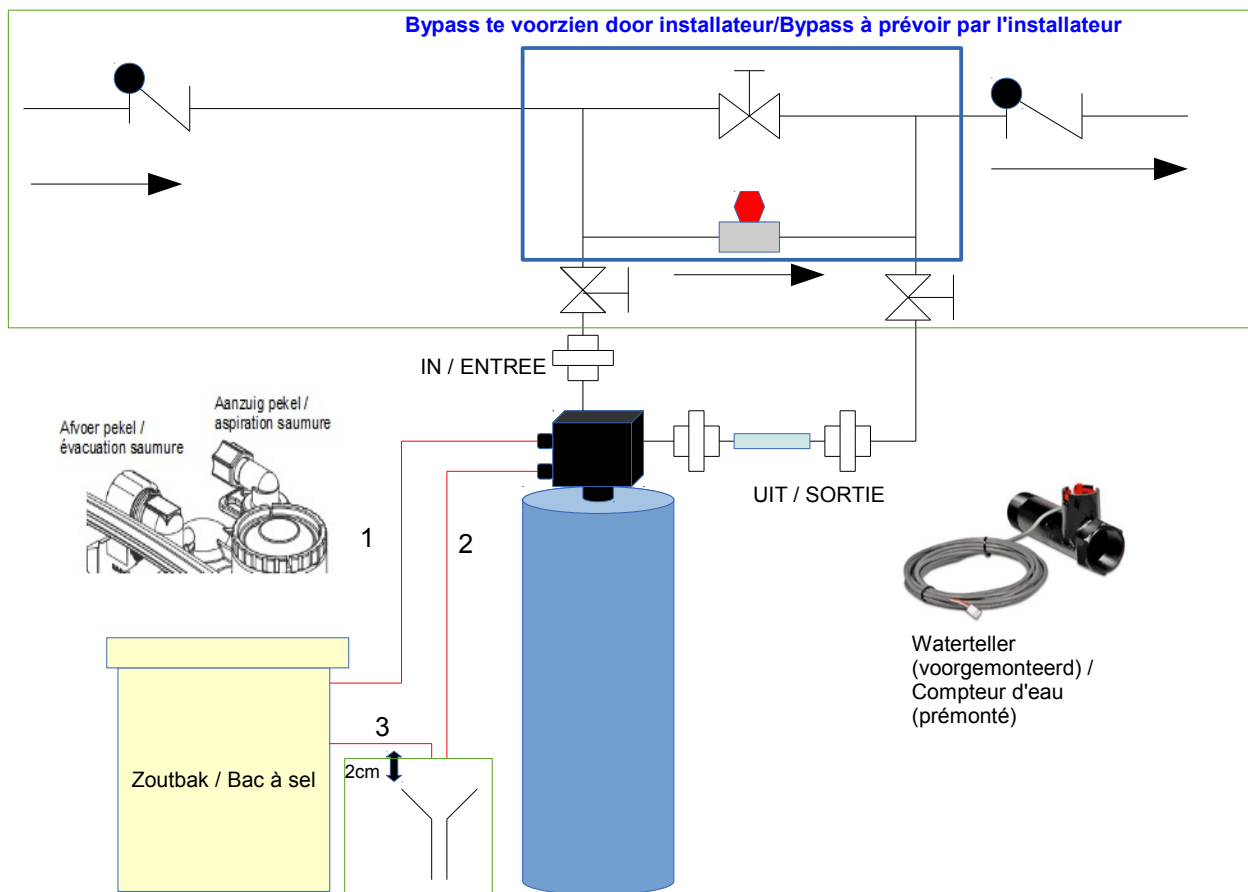 Bypass te voorzien door installateur/Bypass à prévoir par l'installateur
IN / ENTREE
Aanzuig pekel /
aspiration saumure
Afvoer pekel /
évacuation saumure
UIT / SORTIE
1
2
Waterteller
(voorgemonteerd) /
Compteur d'eau
(prémonté)
3
2cm
Zoutbak / Bac à sel